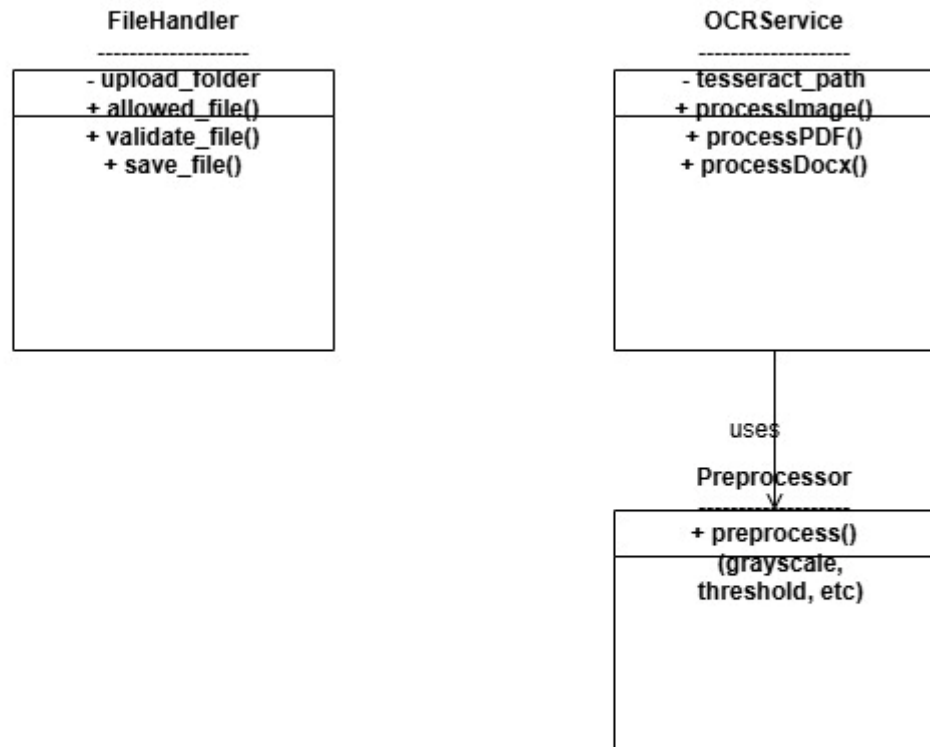 FileHandler
-------------------
- upload_folder
+ allowed_file()
+ validate_file()
+ save_file()
OCRService
-------------------
- tesseract_path
+ processImage()
+ processPDF()
+ processDocx()
uses
Preprocessor
-------------------
+ preprocess()
(grayscale,
threshold, etc)